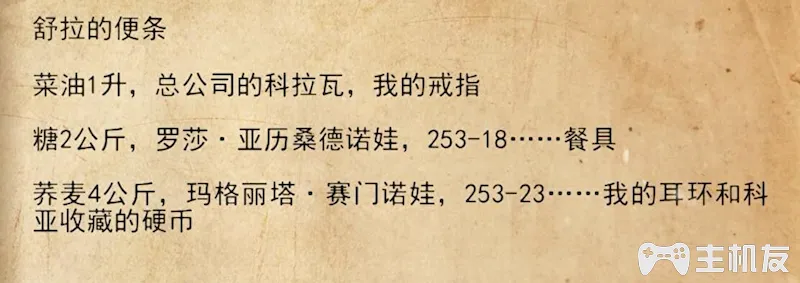 舒拉的便条
菜油1升，总公司的科拉瓦，我的戒指
糖2公斤，罗莎·亚历桑德诺娃，253-18……餐具
荞麦4公斤，玛格丽塔·赛门诺娃，253-23……我的耳环和科
亚收藏的硬币
主机友